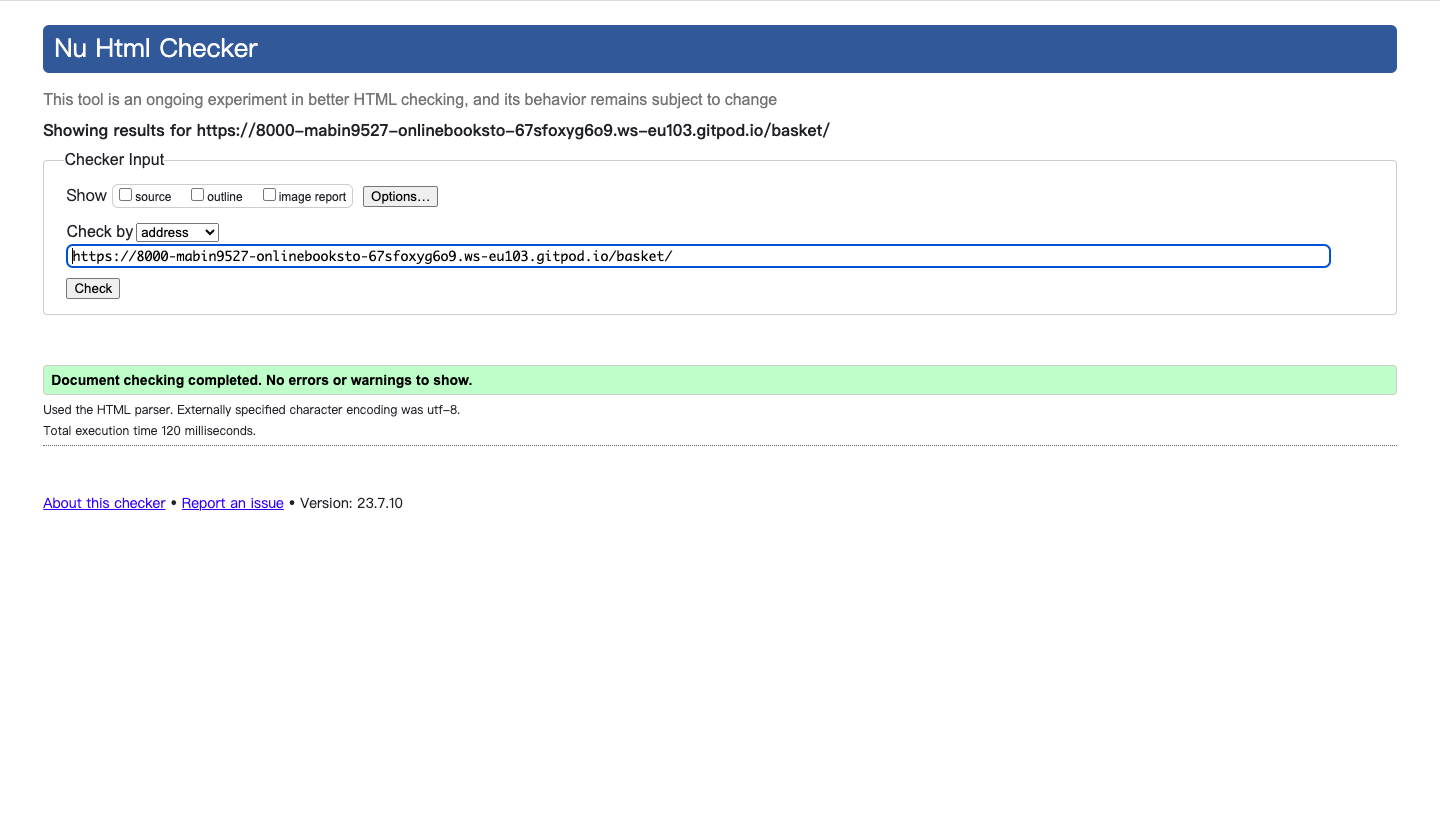 Nu Html Checker
This tool is an ongoing experiment in better HTML checking, and its behavior remains subject to change
Showing results for https://8000-mabin9527-onlinebooksto-67sfoxyg6o9.ws-eu103.gitpod.io/basket/
Checker Input
Show source outline image report Options...
Check by address
https://8000-mabin9527-onlinebooksto-67sfoxyg6o9.ws-eu103.gitpod.io/basket/
Check
Document checking completed. No errors or warnings to show.
Used the HTML parser. Externally specified character encoding was utf-8.
Total execution time 120 milliseconds.
About this checker • Report an issue • Version: 23.7.10